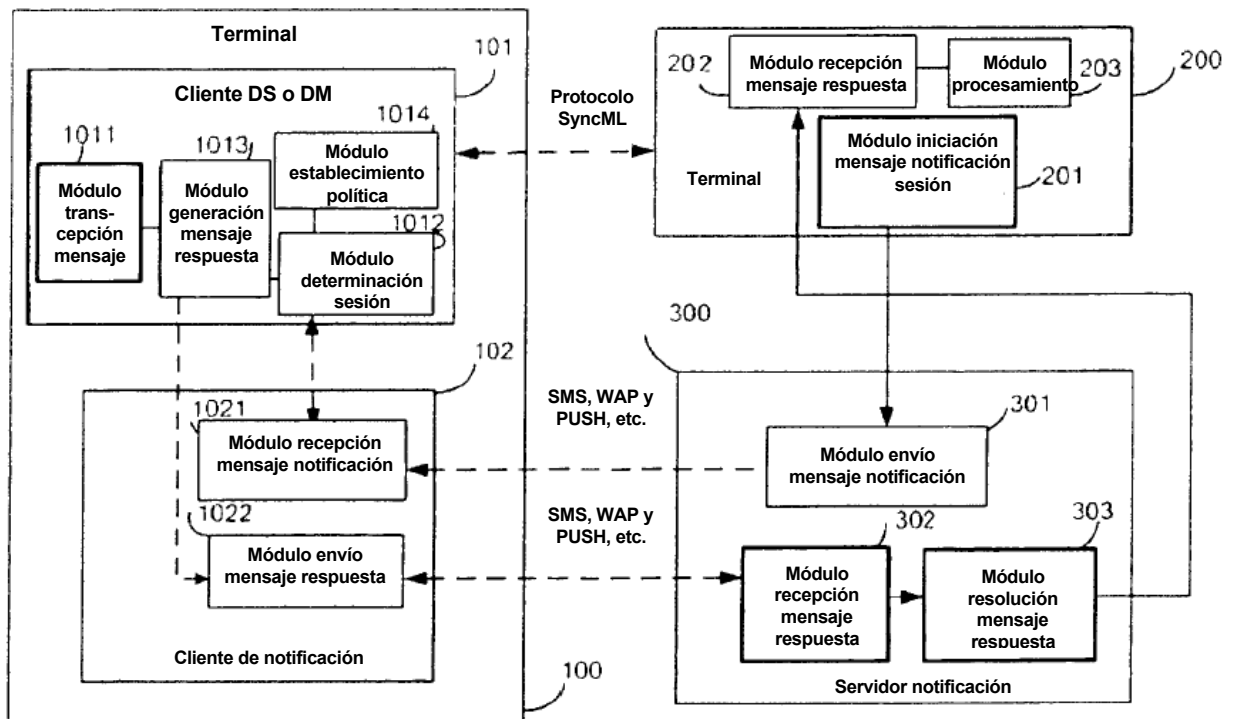 Terminal
101
Cliente DS o DM
1011
1013
1014
Módulo
trans-
cepción
mensaje
Módulo
generación
mensaje
respuesta
Módulo
establecimiento
política
1012
Módulo
determinación
sesión
102
1021
Módulo recepción
mensaje notificación
1022
Módulo envío
mensaje respuesta
Cliente de notificación
100
Protocolo
SyncML
SMS, WAP y
PUSH, etc.
SMS, WAP y
PUSH, etc.
202
Módulo recepción
mensaje respuesta
Módulo
procesamiento
203
200
Módulo iniciación
mensaje notificación
sesión
201
Terminal
300
301
Módulo envío
mensaje notificación
302
303
Módulo
recepción
mensaje
respuesta
Módulo
resolución
mensaje
respuesta
Servidor notificación